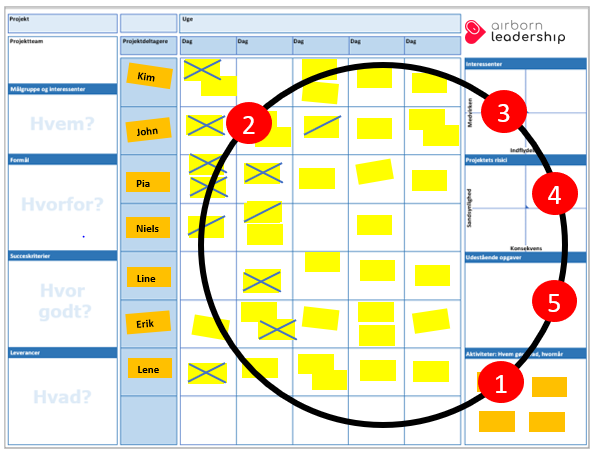 Projekt
Uge
airborn
leadership
Projektteam
Projektdeltagere
Dag
Dag
Dag
Dag
Dag
Interessenter
Medvirken
Indflydelse
Målgruppe og Interessenter
Hvem?
Formål
Hvorfor?
Succeskriterier
Hvor
godt?
Leverancer
Hvad?
Kim
John
Pia
Niels
Line
Erik
Lene
Projektets risici
Sandsynlighed
Konsekvens
Udestående opgaver
Aktiviteter: Hvem gør hvad, hvornår
2
3
4
5
1